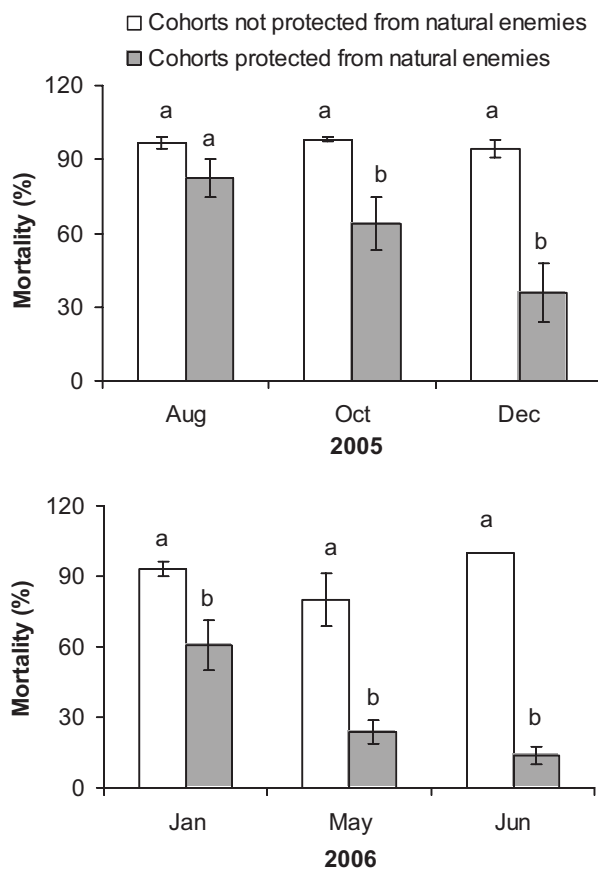 Cohorts not protected from natural enemies
Cohorts protected from natural enemies
120
90
60
30
0
Mortality (%)
a
a
a
b
a
b
Aug
Oct
Dec
2005
120
90
60
30
0
Mortality (%)
a
b
a
b
a
b
Jan
May
Jun
2006